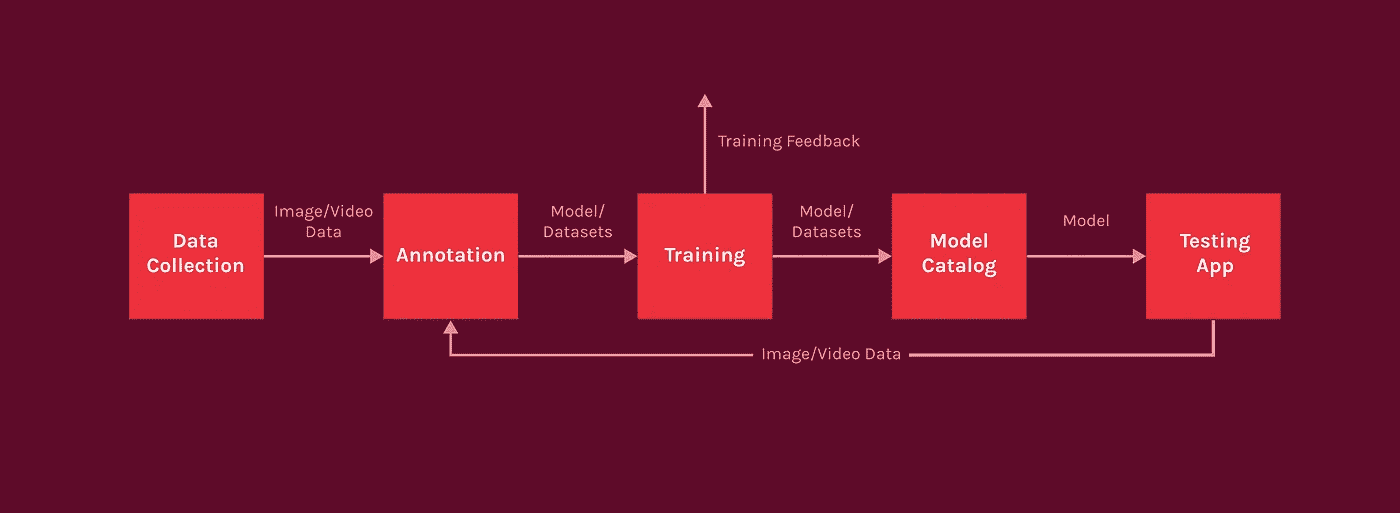 Training Feedback
Data
Collection
Image/Video
Data
Annotation
Model/
Datasets
Training
Model/
Datasets
Model
Catalog
Model
Testing
App
Image/Video Data